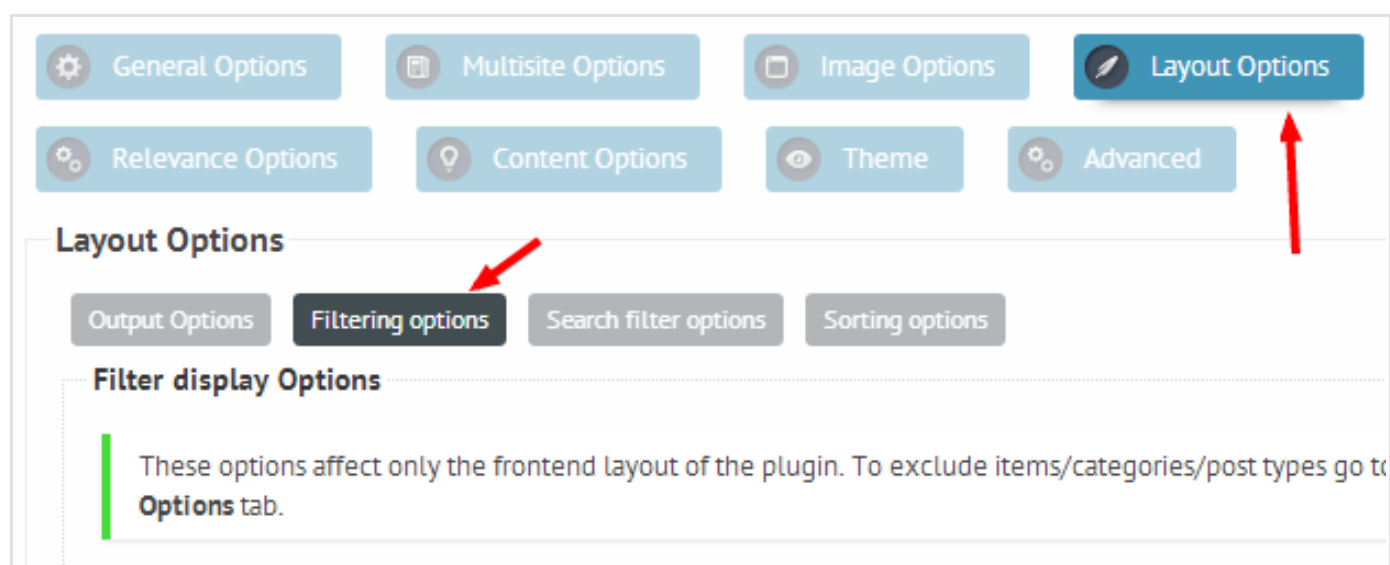 General Options
Multisite Options
Image Options
Layout Options
Relevance Options
Content Options
Theme
Advanced
Layout Options
Output Options
Filtering options
Search filter options
Sorting options
Filter display Options
These options affect only the frontend layout of the plugin. To exclude items/categories/post types go to
Options tab.